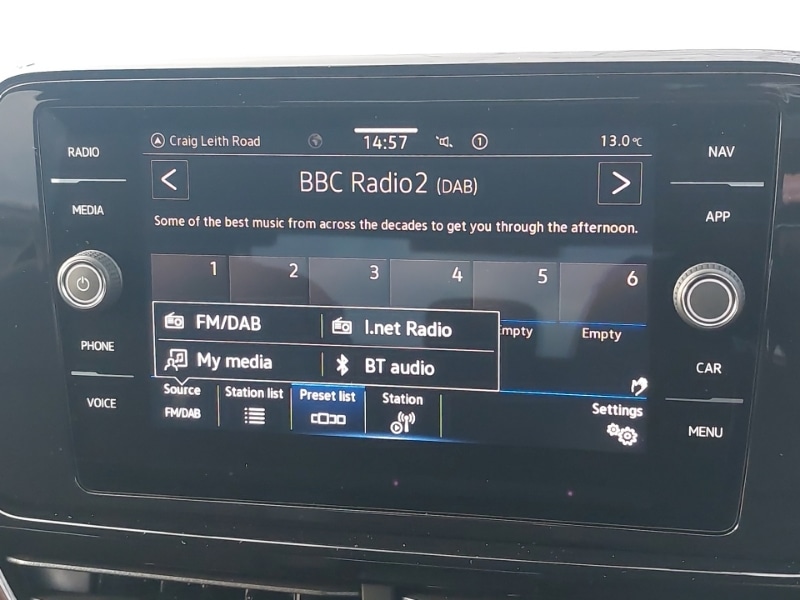 RADIO
MEDIA
PHONE
VOICE
Craig Leith Road
14:57
1
13.0°C
< BBC Radio2 (DAB) >
Some of the best music from across the decades to get you through the afternoon.
1 2 3 4 5 6
Empty
FM/DAB I.net Radio
My media BT audio
Source Station list Preset list Station Settings
FM/DAB
NAV
APP
CAR
MENU